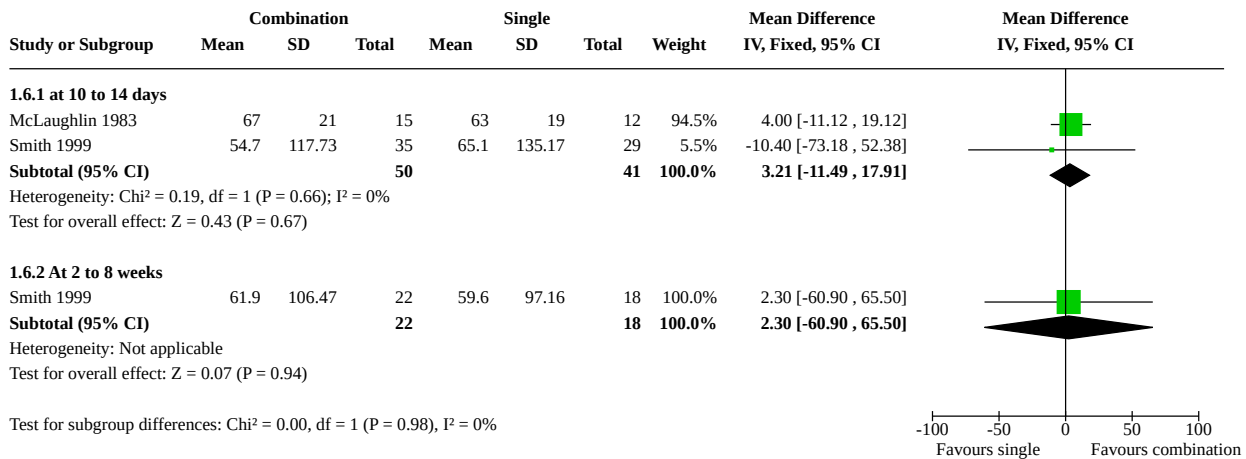 Combination Single Mean Difference Mean Difference
Study or Subgroup Mean SD Total Mean SD Total Weight IV, Fixed, 95% CI IV, Fixed, 95% CI
1.6.1 at 10 to 14 days
McLaughlin 1983 67 21 15 63 19 12 94.5% 4.00 [-11.12 , 19.12]
Smith 1999 54.7 117.73 35 65.1 135.17 29 5.5% -10.40 [-73.18 , 52.38]
Subtotal (95% CI) 50 41 100.0% 3.21 [-11.49 , 17.91]
Heterogeneity: Chi² = 0.19, df = 1 (P = 0.66); I² = 0%
Test for overall effect: Z = 0.43 (P = 0.67)
1.6.2 At 2 to 8 weeks
Smith 1999 61.9 106.47 22 59.6 97.16 18 100.0% 2.30 [-60.90 , 65.50]
Subtotal (95% CI) 22 18 100.0% 2.30 [-60.90 , 65.50]
Heterogeneity: Not applicable
Test for overall effect: Z = 0.07 (P = 0.94)
Test for subgroup differences: Chi² = 0.00, df = 1 (P = 0.98), I² = 0%
-100 -50 0 50 100
Favours single Favours combination